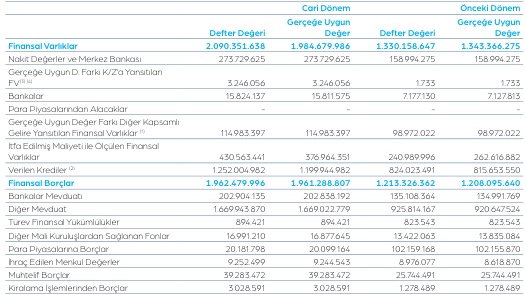 Cari Dönem Önceki Dönem
Gerçeğe Uygun Gerçeğe Uygun
Defter Değeri Değer Defter Değeri Değer
Finansal Varlıklar 2.090.351.638 1.984.679.986 1.330.158.647 1.343.366.275
Nakit Değerler ve Merkez Bankası 273.729.625 273.729.625 158.994.275 158.994.275
Gerçeğe Uygun D. Farkı K/Z'a Yansıtılan
FV(3) (4) 3.246.056 3.246.056 1.733 1.733
Bankalar 15.824.137 15.811.575 7.177.130 7.127.813
Para Piyasalarından Alacaklar - - - -
Gerçeğe Uygun Değer Farkı Diğer Kapsamlı
Gelire Yansıtılan Finansal Varlıklar (1) 114.983.397 114.983.397 98.972.022 98.972.022
İtfa Edilmiş Maliyeti ile Ölçülen Finansal
Varlıklar 430.563.441 376.964.351 240.989.996 262.616.882
Verilen Krediler (2) 1.252.004.982 1.199.944.982 824.023.491 815.653.550
Finansal Borçlar 1.962.479.996 1.961.288.807 1.213.326.362 1.208.095.640
Bankalar Mevduatı 202.904.135 202.838.192 135.108.364 134.991.769
Diğer Mevduat 1.669.943.870 1.669.022.779 925.814.167 920.647.524
Türev Finansal Yükümlülükler 894.421 894.421 823.543 823.543
Diğer Mali Kuruluşlardan Sağlanan Fonlar 16.991.210 16.877.645 13.422.063 13.835.084
Para Piyasalarına Borçlar 20.181.798 20.099.164 102.159.168 102.155.870
İhraç Edilen Menkul Değerler 9.252.499 9.244.543 8.976.077 8.618.870
Muhtelif Borçlar 39.283.472 39.283.472 25.744.491 25.744.491
Kiralama İşlemlerinden Borçlar 3.028.591 3.028.591 1.278.489 1.278.489